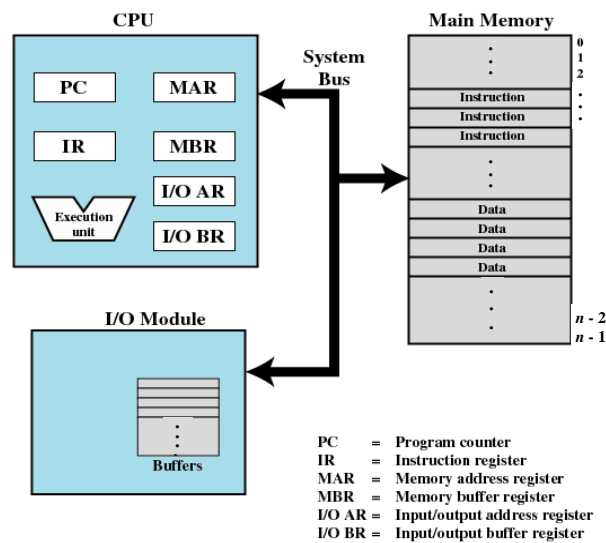 CPU
PC
MAR
IR
MBR
I/O AR
I/O BR
Execution
unit
System
Bus
Main Memory
0
1
2
Instruction
Instruction
Instruction
Data
Data
Data
Data
n - 2
n - 1
I/O Module
Buffers
PC = Program counter
IR = Instruction register
MAR = Memory address register
MBR = Memory buffer register
I/O AR = Input/output address register
I/O BR = Input/output buffer register